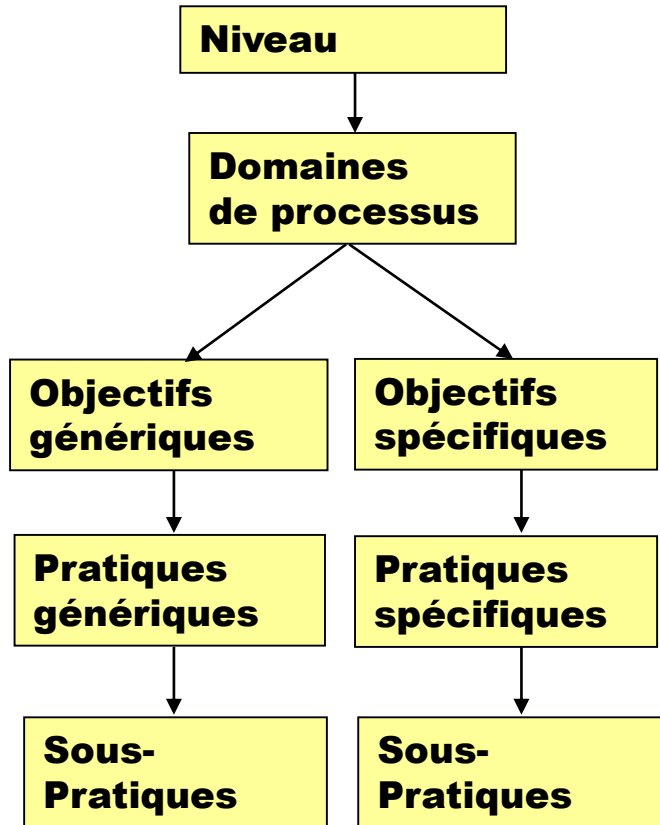 Niveau
Domaines
de processus
Objectifs
génériques
Objectifs
spécifiques
Pratiques
génériques
Pratiques
spécifiques
Sous-
Pratiques
Sous-
Pratiques